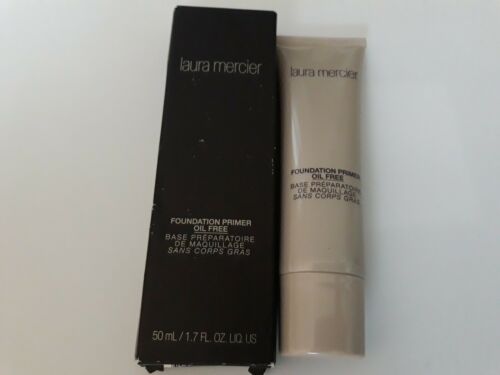 laura mercier
FOUNDATION PRIMER
OIL FREE
BASE PRÉPARATOIRE
DE MAQUILLAGE
SANS CORPS GRAS
50 mL / 1.7 FL. OZ. LIQ. US
laura mercier
FOUNDATION PRIMER
OIL FREE
BASE PRÉPARATOIRE
DE MAQUILLAGE
SANS CORPS GRAS